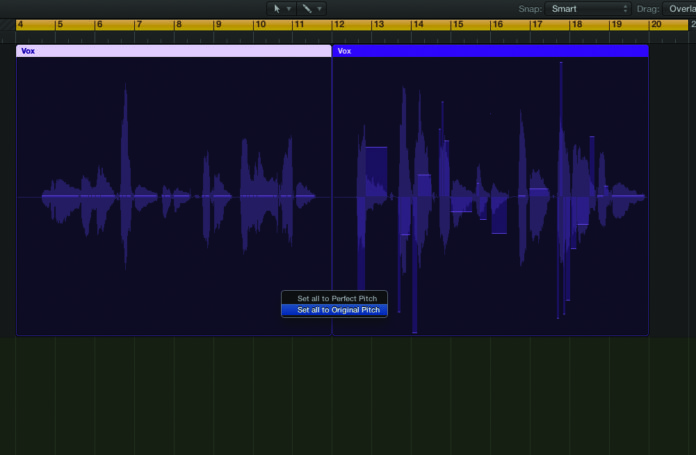 Snap: Smart Drag: Overla
4 5 6 7 8 9 10 11 12 13 14 15 16 17 18 19 20
Vox Vox
Set all to Perfect Pitch
Set all to Original Pitch